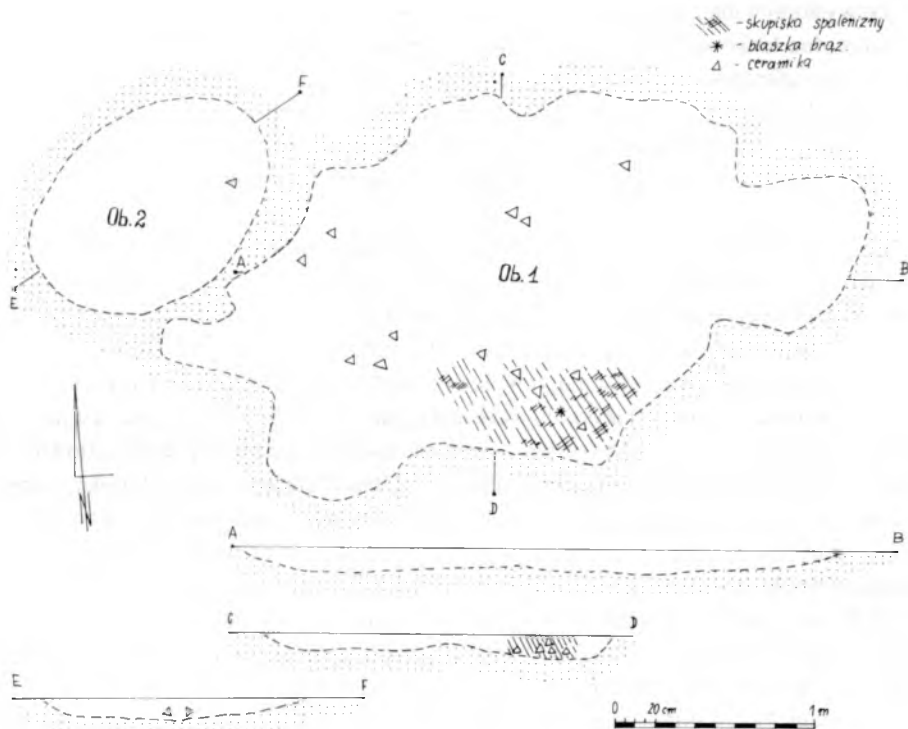 - skupiska spalenizny
- blaszka brąz.
- ceramika
C
F
A
Ob. 2
Ob. 1
E
B
D
N
A B
C D
E F
0 20 cm 1 m